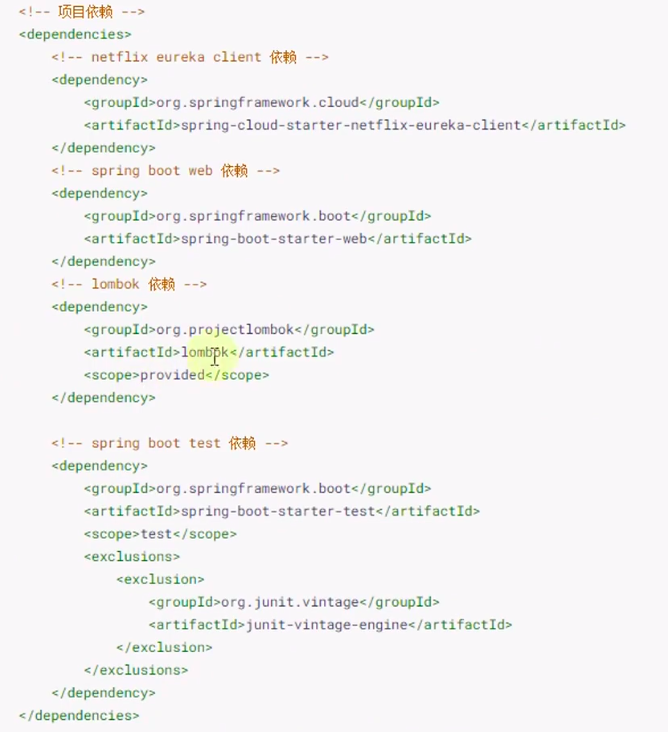 <!-- 项目依赖 -->
<dependencies>
    <!-- netflix eureka client 依赖 -->
    <dependency>
        <groupId>org.springframework.cloud</groupId>
        <artifactId>spring-cloud-starter-netflix-eureka-client</artifactId>
    </dependency>
    <!-- spring boot web 依赖 -->
    <dependency>
        <groupId>org.springframework.boot</groupId>
        <artifactId>spring-boot-starter-web</artifactId>
    </dependency>
    <!-- lombok 依赖 -->
    <dependency>
        <groupId>org.projectlombok</groupId>
        <artifactId>lombok</artifactId>
        <scope>provided</scope>
    </dependency>

    <!-- spring boot test 依赖 -->
    <dependency>
        <groupId>org.springframework.boot</groupId>
        <artifactId>spring-boot-starter-test</artifactId>
        <scope>test</scope>
        <exclusions>
            <exclusion>
                <groupId>org.junit.vintage</groupId>
                <artifactId>junit-vintage-engine</artifactId>
            </exclusion>
        </exclusions>
    </dependency>
</dependencies>